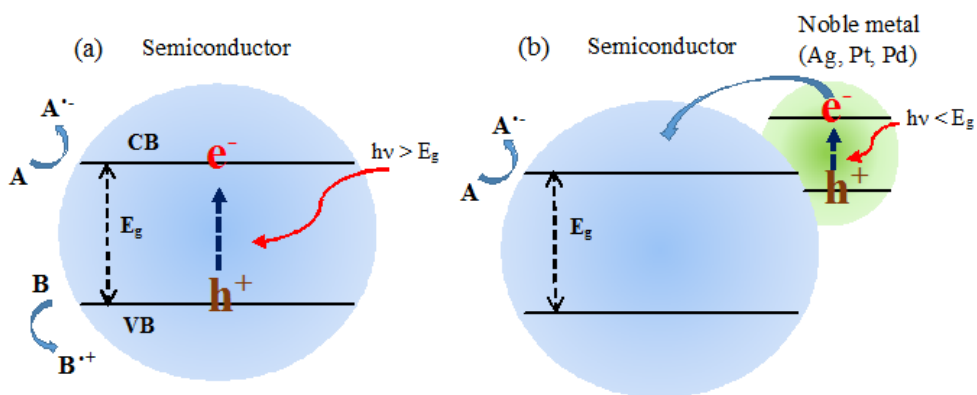 (a) Semiconductor
A•-
A
CB
e-
hν > Eg
Eg
B
h+
VB
B•+
(b) Semiconductor
Noble metal
(Ag, Pt, Pd)
A•-
A
e-
hν < Eg
h+
Eg